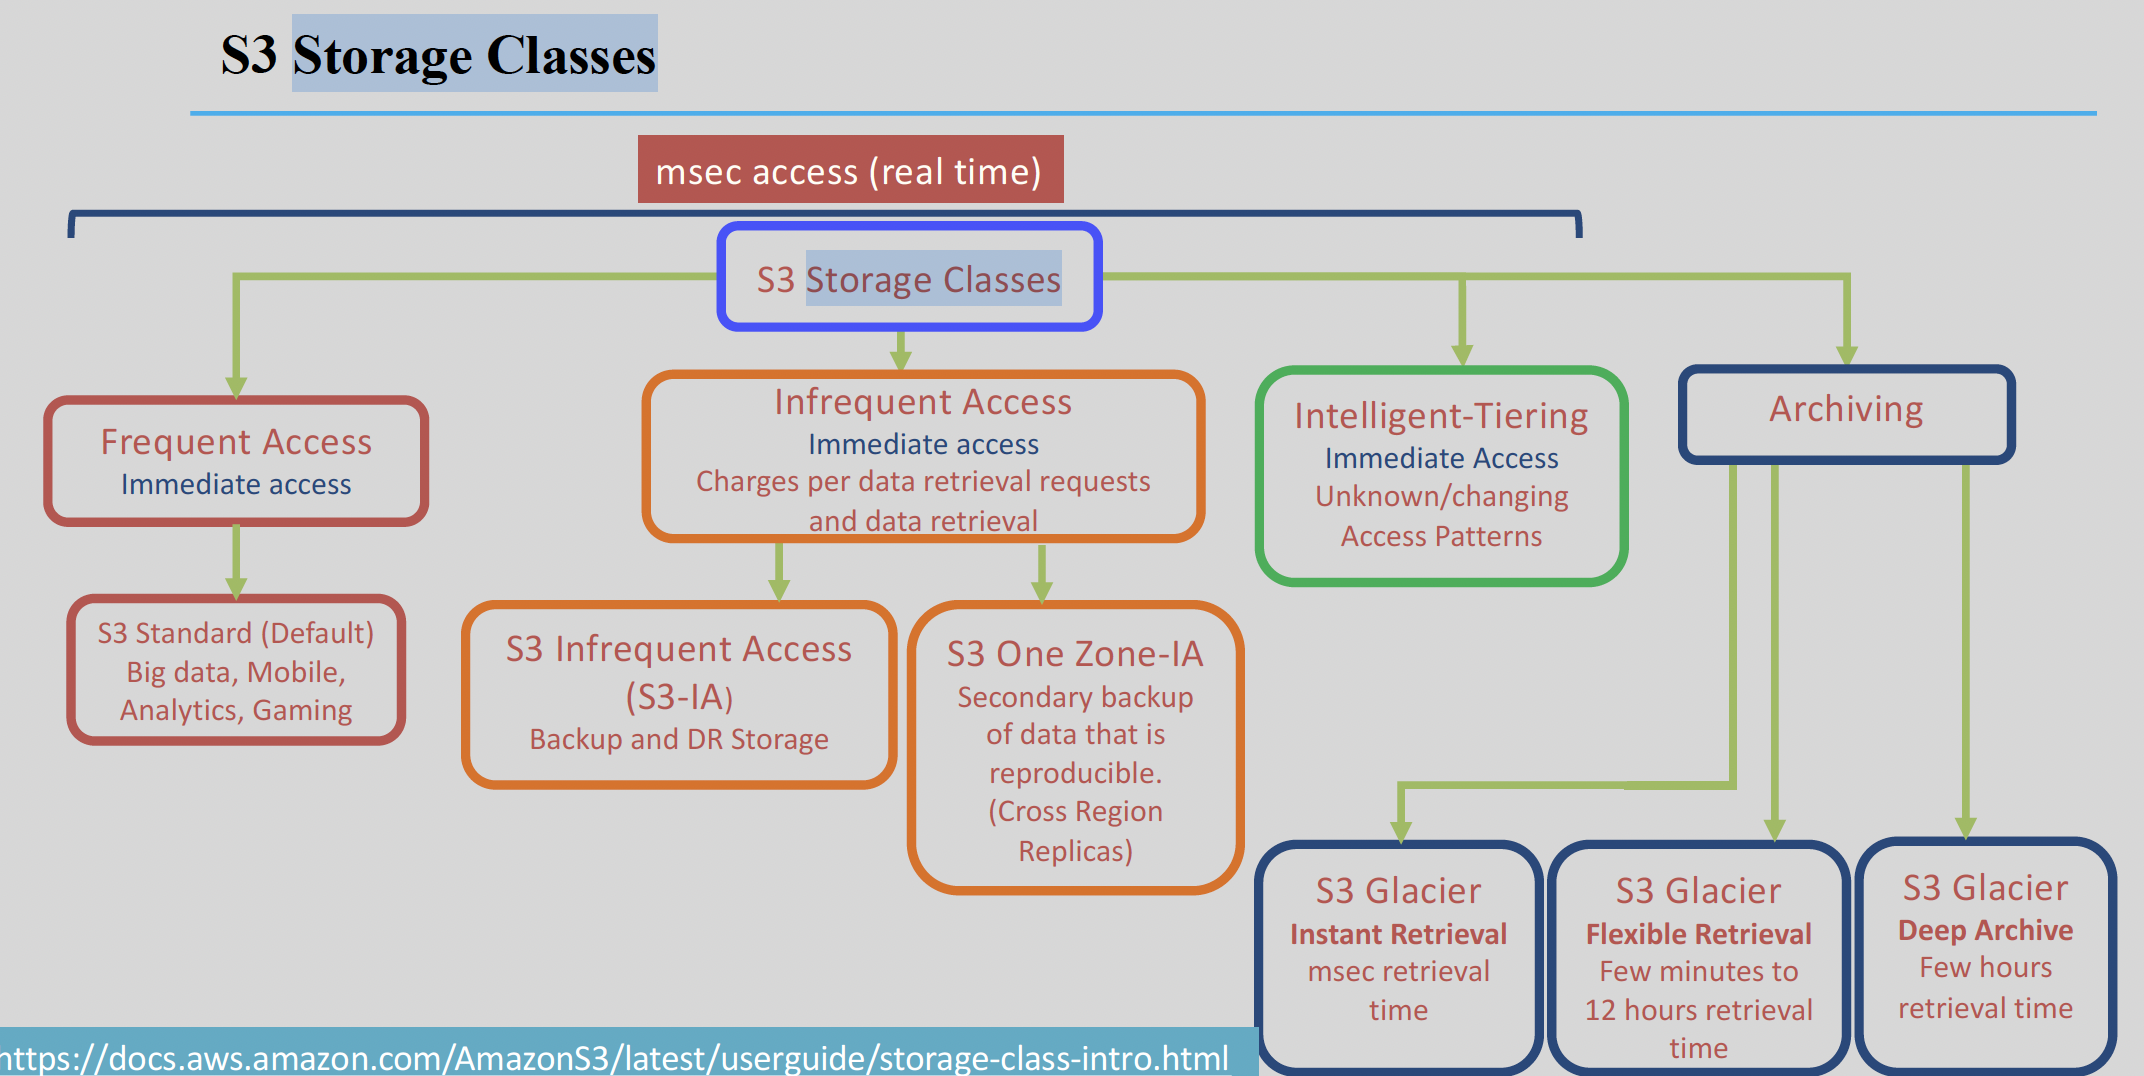 S3 Storage Classes
msec access (real time)
S3 Storage Classes
Frequent Access
Immediate access
Infrequent Access
Immediate access
Charges per data retrieval requests
and data retrieval
Intelligent-Tiering
Immediate Access
Unknown/changing
Access Patterns
Archiving
S3 Standard (Default)
Big data, Mobile,
Analytics, Gaming
S3 Infrequent Access
(S3-IA)
Backup and DR Storage
S3 One Zone-IA
Secondary backup
of data that is
reproducible.
(Cross Region
Replicas)
S3 Glacier
Instant Retrieval
msec retrieval
time
S3 Glacier
Flexible Retrieval
Few minutes to
12 hours retrieval
time
S3 Glacier
Deep Archive
Few hours
retrieval time
https://docs.aws.amazon.com/AmazonS3/latest/userguide/storage-class-intro.html